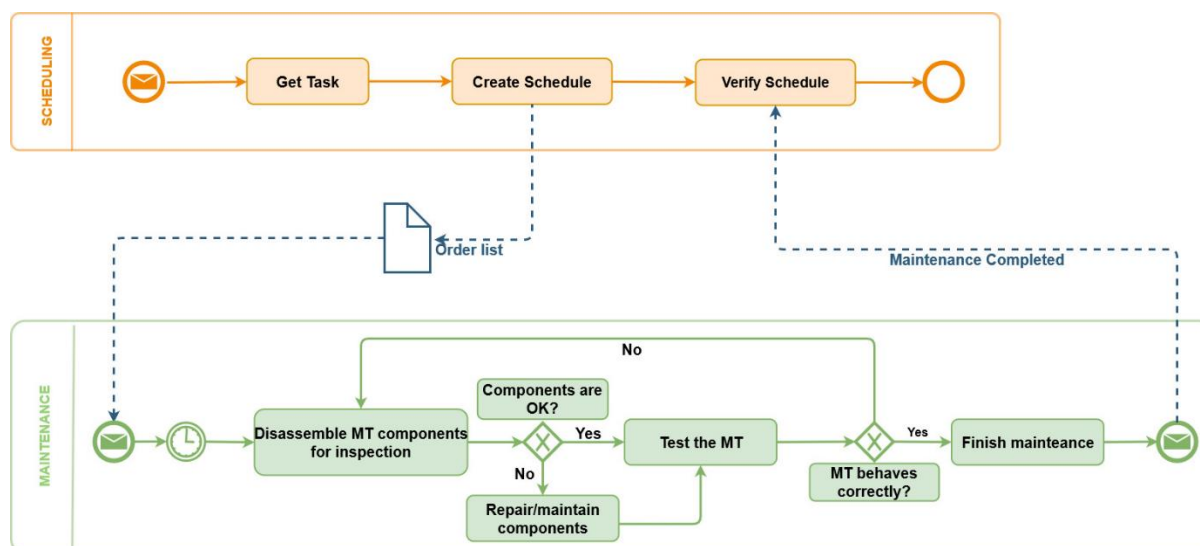 SCHEDULING
Get Task
Create Schedule
Verify Schedule
Order list
Maintenance Completed
MAINTENANCE
No
Components are
OK?
Disassemble MT components
for inspection
Yes
Test the MT
Yes
Finish mainteance
No
MT behaves
correctly?
Repair/maintain
components